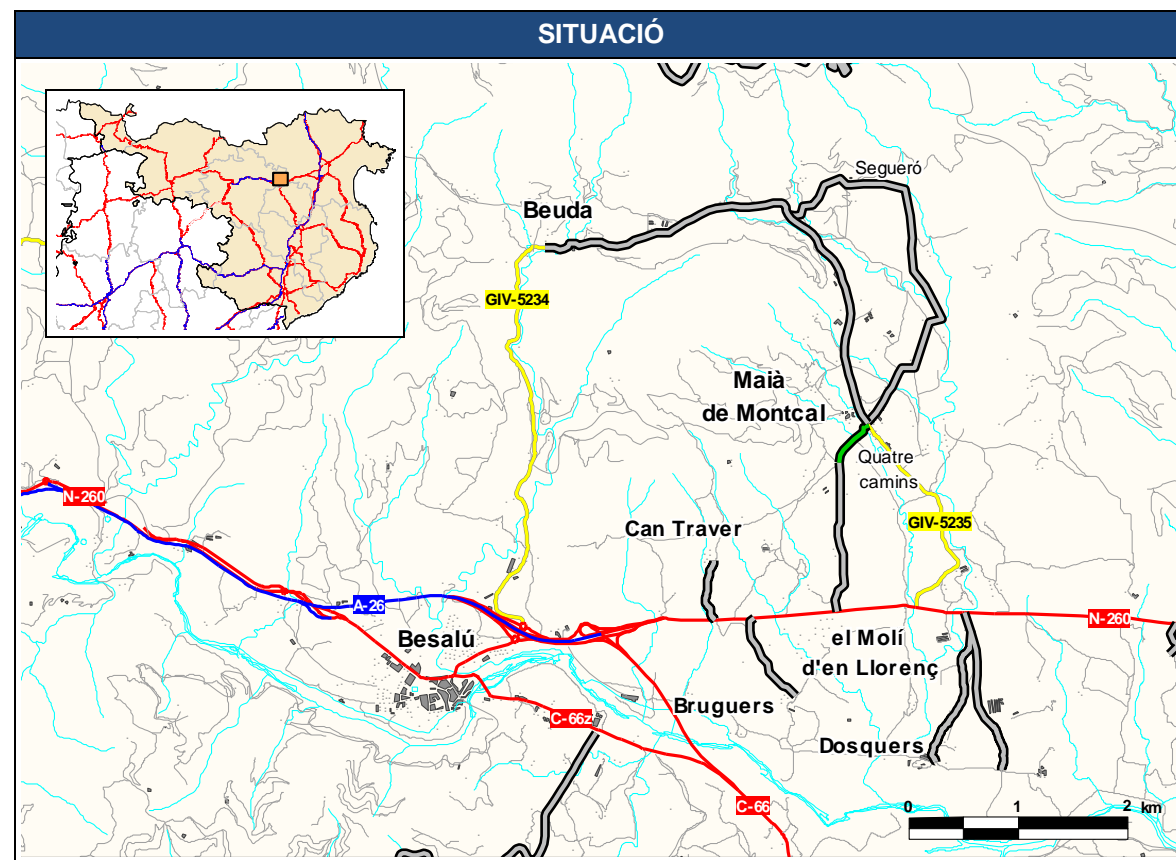 SITUACIÓ
Segueró
Beuda
GIV-5234
Maià
de Montcal
Quatre
camins
N-260
GIV-5235
Can Traver
A-26
N-260
Besalú
el Molí
d'en Llorenç
Bruguers
C-66z
Dosquers
C-66
0 1 2 km